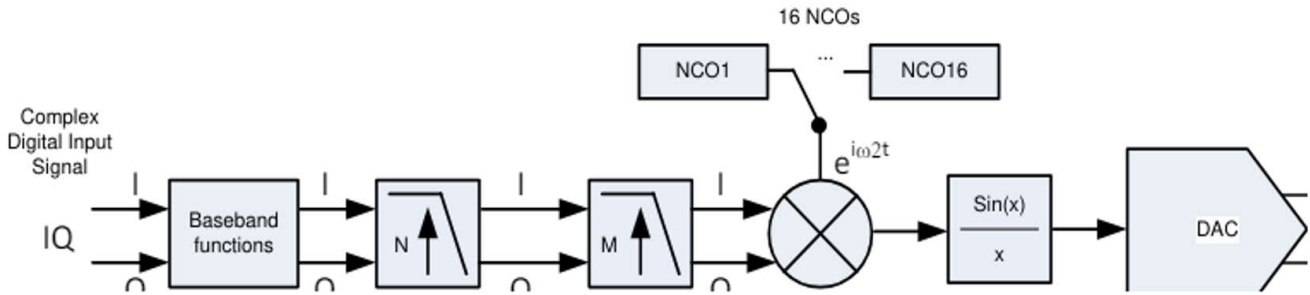 16 NCOs
NCO1
...
NCO16
Complex
Digital Input
Signal
e^iω2t
I
I
I
I
Baseband
functions
N
M
Sin(x)
x
DAC
IQ